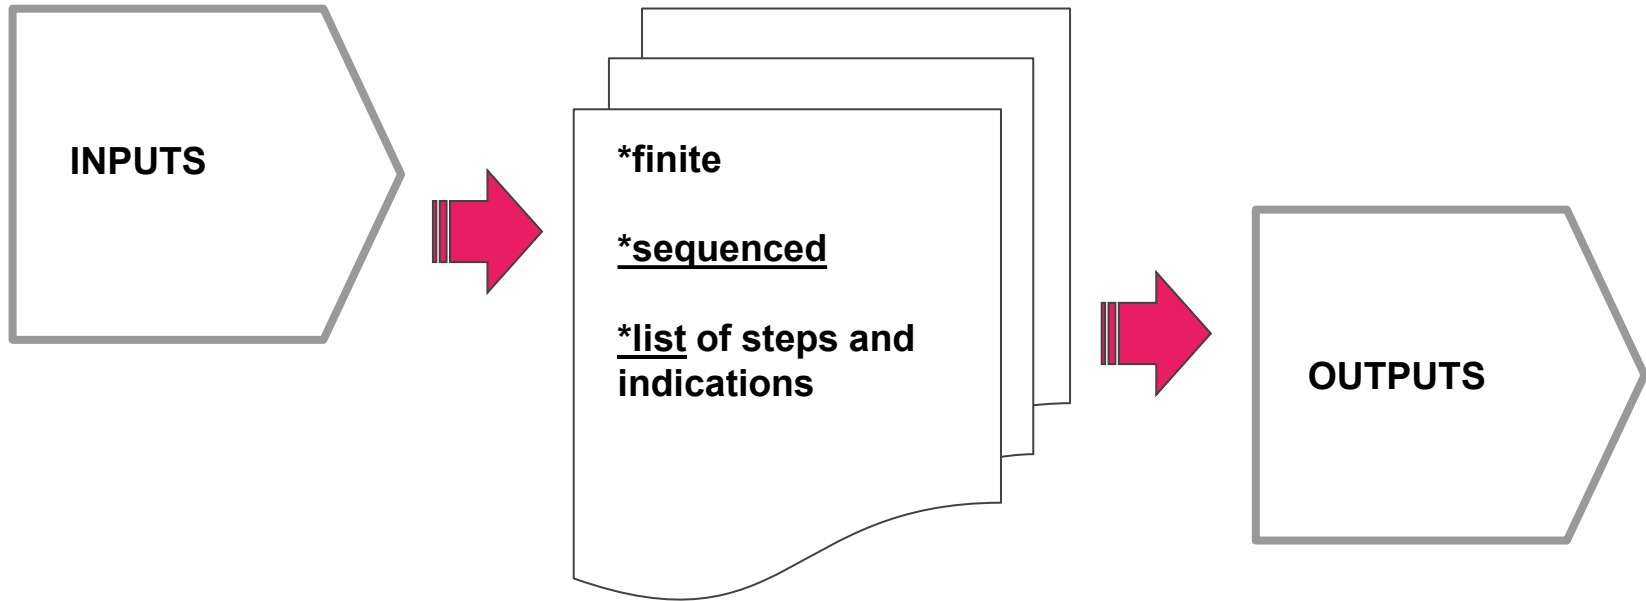 INPUTS
*finite
*sequenced
*list of steps and
indications
OUTPUTS